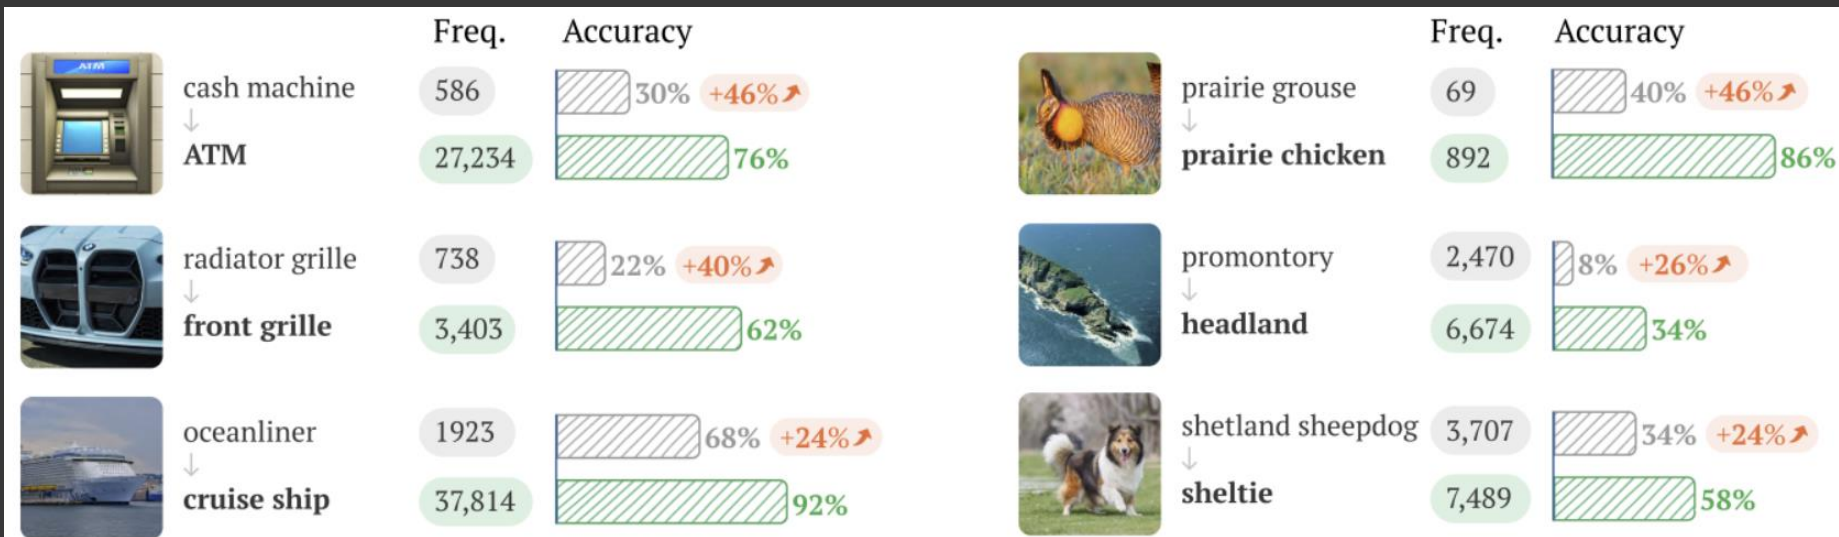 Freq. Accuracy
ATM
cash machine 586 30% +46%
↓
ATM 27,234 76%
radiator grille 738 22% +40%
↓
front grille 3,403 62%
oceanliner 1923 68% +24%
↓
cruise ship 37,814 92%
Freq. Accuracy
prairie grouse 69 40% +46%
↓
prairie chicken 892 86%
promontory 2,470 8% +26%
↓
headland 6,674 34%
shetland sheepdog 3,707 34% +24%
↓
sheltie 7,489 58%